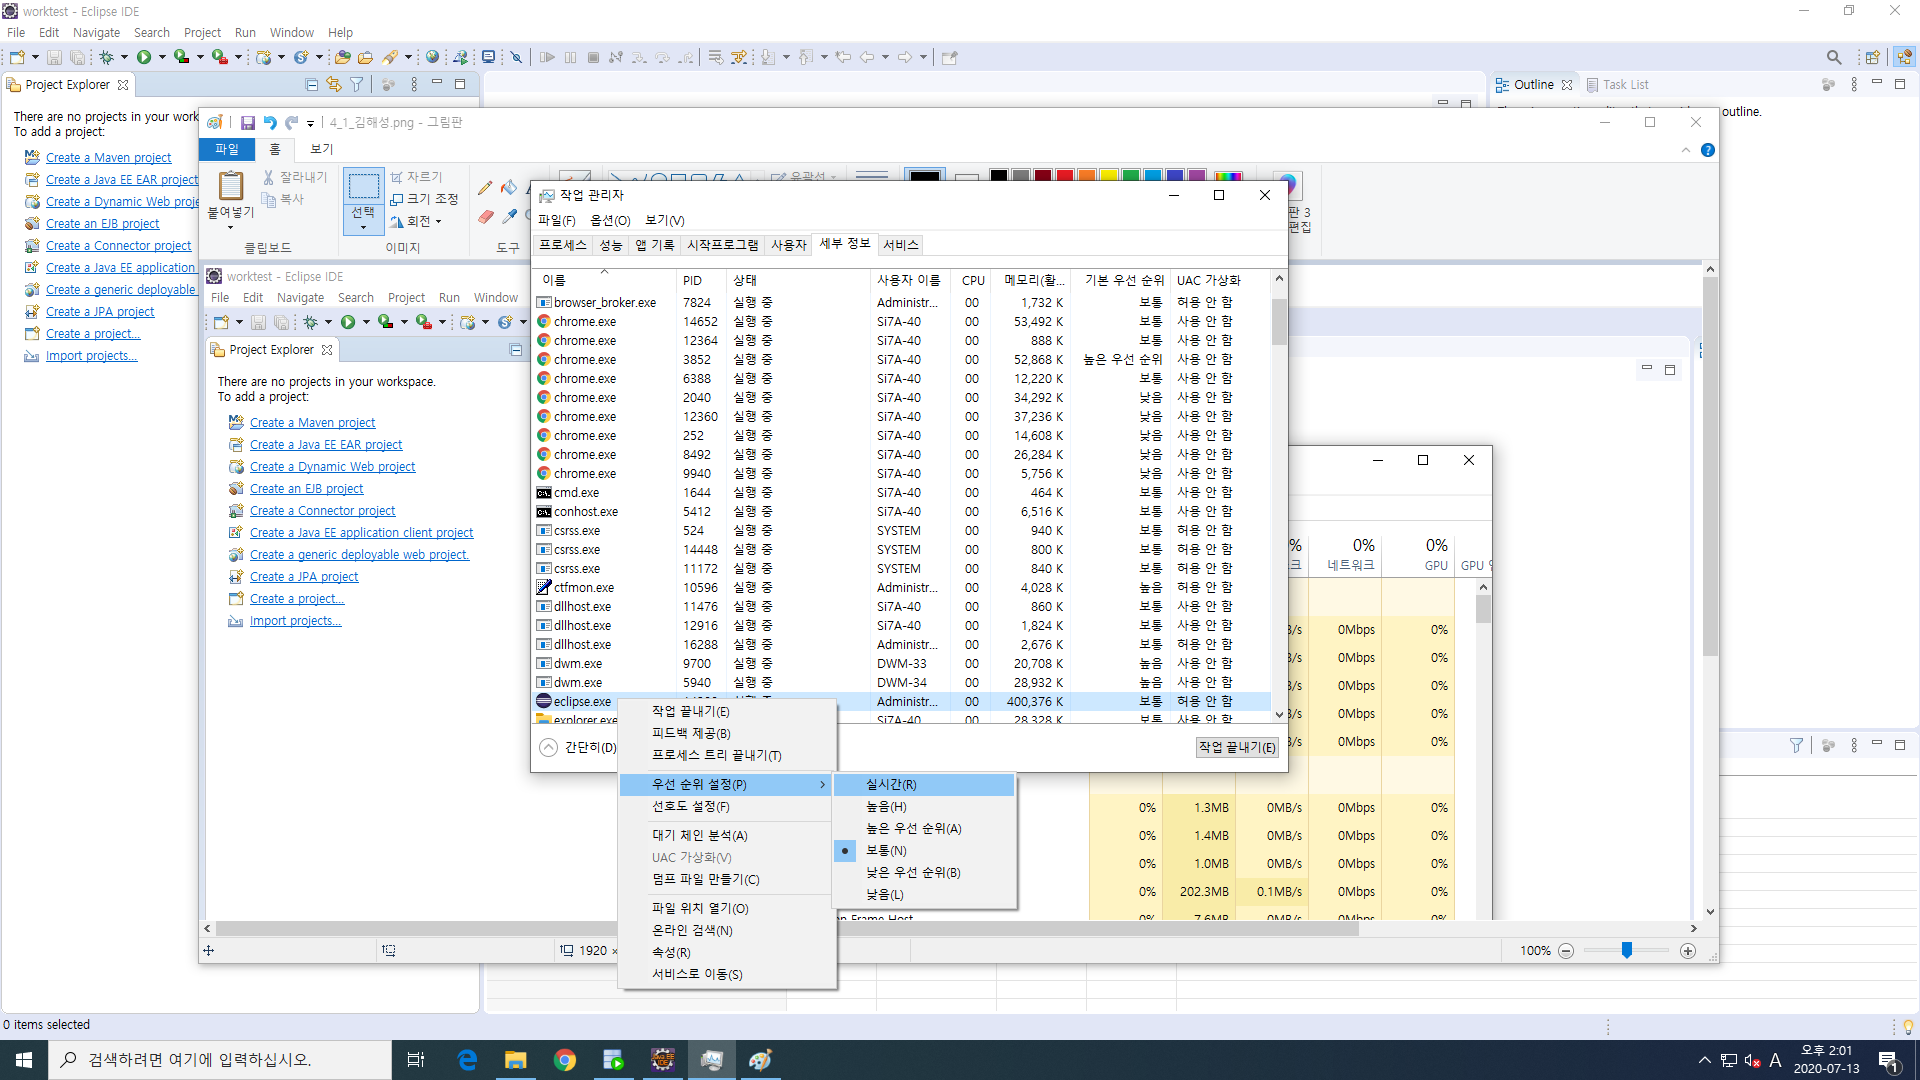 worktest - Eclipse IDE
File Edit Navigate Search Project Run Window Help
Project Explorer
Outline
Task List
There are no projects in your work
To add a project:
Create a Maven project
Create a Java EE EAR project
Create a Dynamic Web proje
Create an EJB project
Create a Connector project
Create a Java EE application
Create a generic deployable
Create a JPA project
Create a project...
Import projects...
outline.
4_1_김해성.png - 그림판
파일 홈 보기
붙여넣기
잘라내기
복사
클립보드
선택
자르기
크기 조정
회전
이미지
도구
윤곽선
판 3
편집
worktest - Eclipse IDE
File Edit Navigate Search Project Run Window
Project Explorer
There are no projects in your workspace.
To add a project:
Create a Maven project
Create a Java EE EAR project
Create a Dynamic Web project
Create an EJB project
Create a Connector project
Create a Java EE application client project
Create a generic deployable web project.
Create a JPA project
Create a project...
Import projects...
작업 관리자
파일(F) 옵션(O) 보기(V)
프로세스 성능 앱 기록 시작프로그램 사용자 세부 정보 서비스
이름 PID 상태 사용자 이름 CPU 메모리(활... 기본 우선 순위 UAC 가상화
browser_broker.exe 7824 실행 중 Administr... 00 1,732 K 보통 허용 안 함
chrome.exe 14652 실행 중 Si7A-40 00 53,492 K 보통 사용 안 함
chrome.exe 12364 실행 중 Si7A-40 00 888 K 보통 사용 안 함
chrome.exe 3852 실행 중 Si7A-40 00 52,868 K 높은 우선 순위 사용 안 함
chrome.exe 6388 실행 중 Si7A-40 00 12,220 K 보통 사용 안 함
chrome.exe 2040 실행 중 Si7A-40 00 34,292 K 낮음 사용 안 함
chrome.exe 12360 실행 중 Si7A-40 00 37,236 K 낮음 사용 안 함
chrome.exe 252 실행 중 Si7A-40 00 14,608 K 낮음 사용 안 함
chrome.exe 8492 실행 중 Si7A-40 00 26,284 K 낮음 사용 안 함
chrome.exe 9940 실행 중 Si7A-40 00 5,756 K 낮음 사용 안 함
cmd.exe 1644 실행 중 Si7A-40 00 464 K 보통 사용 안 함
conhost.exe 5412 실행 중 Si7A-40 00 6,516 K 보통 사용 안 함
csrss.exe 524 실행 중 SYSTEM 00 940 K 보통 허용 안 함
csrss.exe 14448 실행 중 SYSTEM 00 800 K 보통 허용 안 함
csrss.exe 11172 실행 중 SYSTEM 00 840 K 보통 허용 안 함
ctfmon.exe 10596 실행 중 Administr... 00 4,028 K 높음 허용 안 함
dllhost.exe 11476 실행 중 Si7A-40 00 860 K 보통 사용 안 함
dllhost.exe 12916 실행 중 Si7A-40 00 1,824 K 보통 사용 안 함
dllhost.exe 16288 실행 중 Administr... 00 2,676 K 보통 허용 안 함
dwm.exe 9700 실행 중 DWM-33 00 20,708 K 높음 사용 안 함
dwm.exe 5940 실행 중 DWM-34 00 28,932 K 높음 사용 안 함
eclipse.exe Administr... 00 400,376 K 보통 허용 안 함
explorer.exe Si7A-40 00 28,328 K 보통 사용 안 함
간단히(D)
작업 끝내기(E)
작업 끝내기(E)
피드백 제공(B)
프로세스 트리 끝내기(T)
우선 순위 설정(P)
선호도 설정(F)
대기 체인 분석(A)
UAC 가상화(V)
덤프 파일 만들기(C)
파일 위치 열기(O)
온라인 검색(N)
속성(R)
서비스로 이동(S)
실시간(R)
높음(H)
높은 우선 순위(A)
보통(N)
낮은 우선 순위(B)
낮음(L)
% 0% 0%
크 네트워크 GPU GPU
B/s 0Mbps 0%
B/s 0Mbps 0%
B/s 0Mbps 0%
B/s 0Mbps 0%
B/s 0Mbps 0%
0% 1.3MB 0MB/s 0Mbps 0%
0% 1.4MB 0MB/s 0Mbps 0%
0% 1.0MB 0MB/s 0Mbps 0%
0% 202.3MB 0.1MB/s 0Mbps 0%
0% 7.6MB 0MB/s 0Mbps 0%
on Frame Host
1920 ×
100%
0 items selected
검색하려면 여기에 입력하십시오.
A
오후 2:01
2020-07-13
1